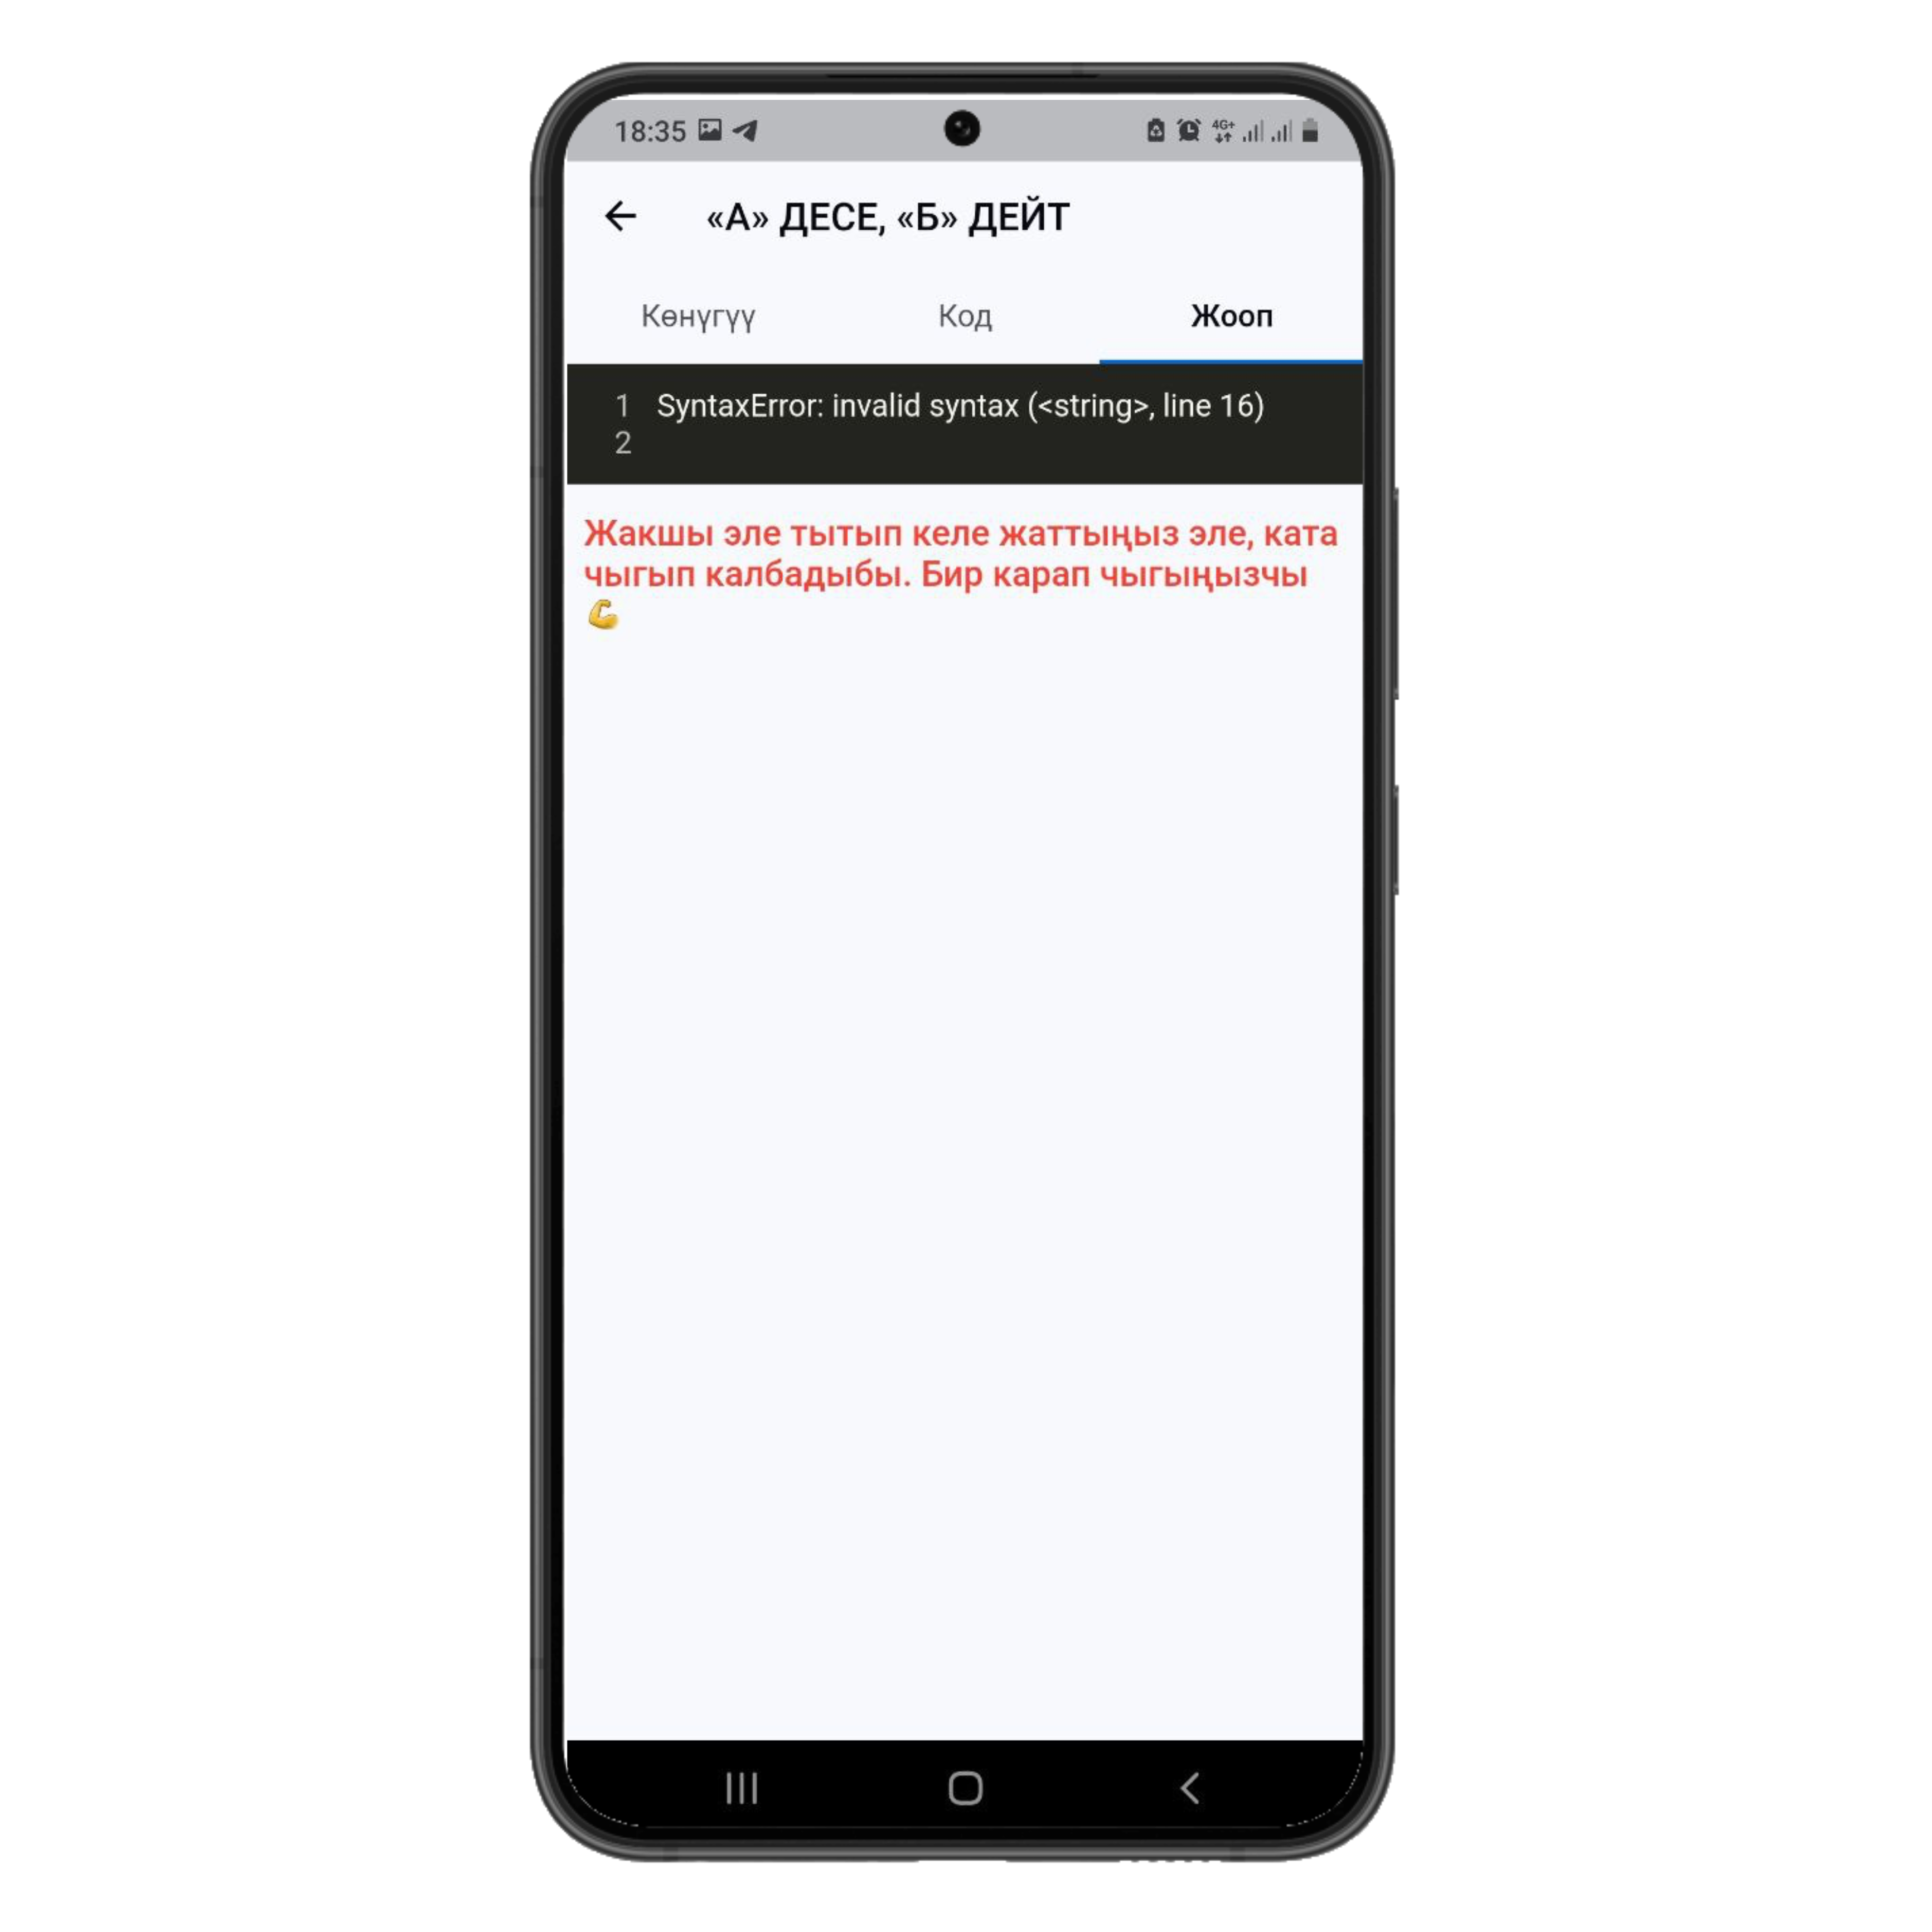 18:35
4G+
«А» ДЕСЕ, «Б» ДЕЙТ
Көнүгүү Код Жооп
1 SyntaxError: invalid syntax (<string>, line 16)
2
Жакшы эле тытып келе жаттыңыз эле, ката
чыгып калбадыбы. Бир карап чыгыңызчы
💪